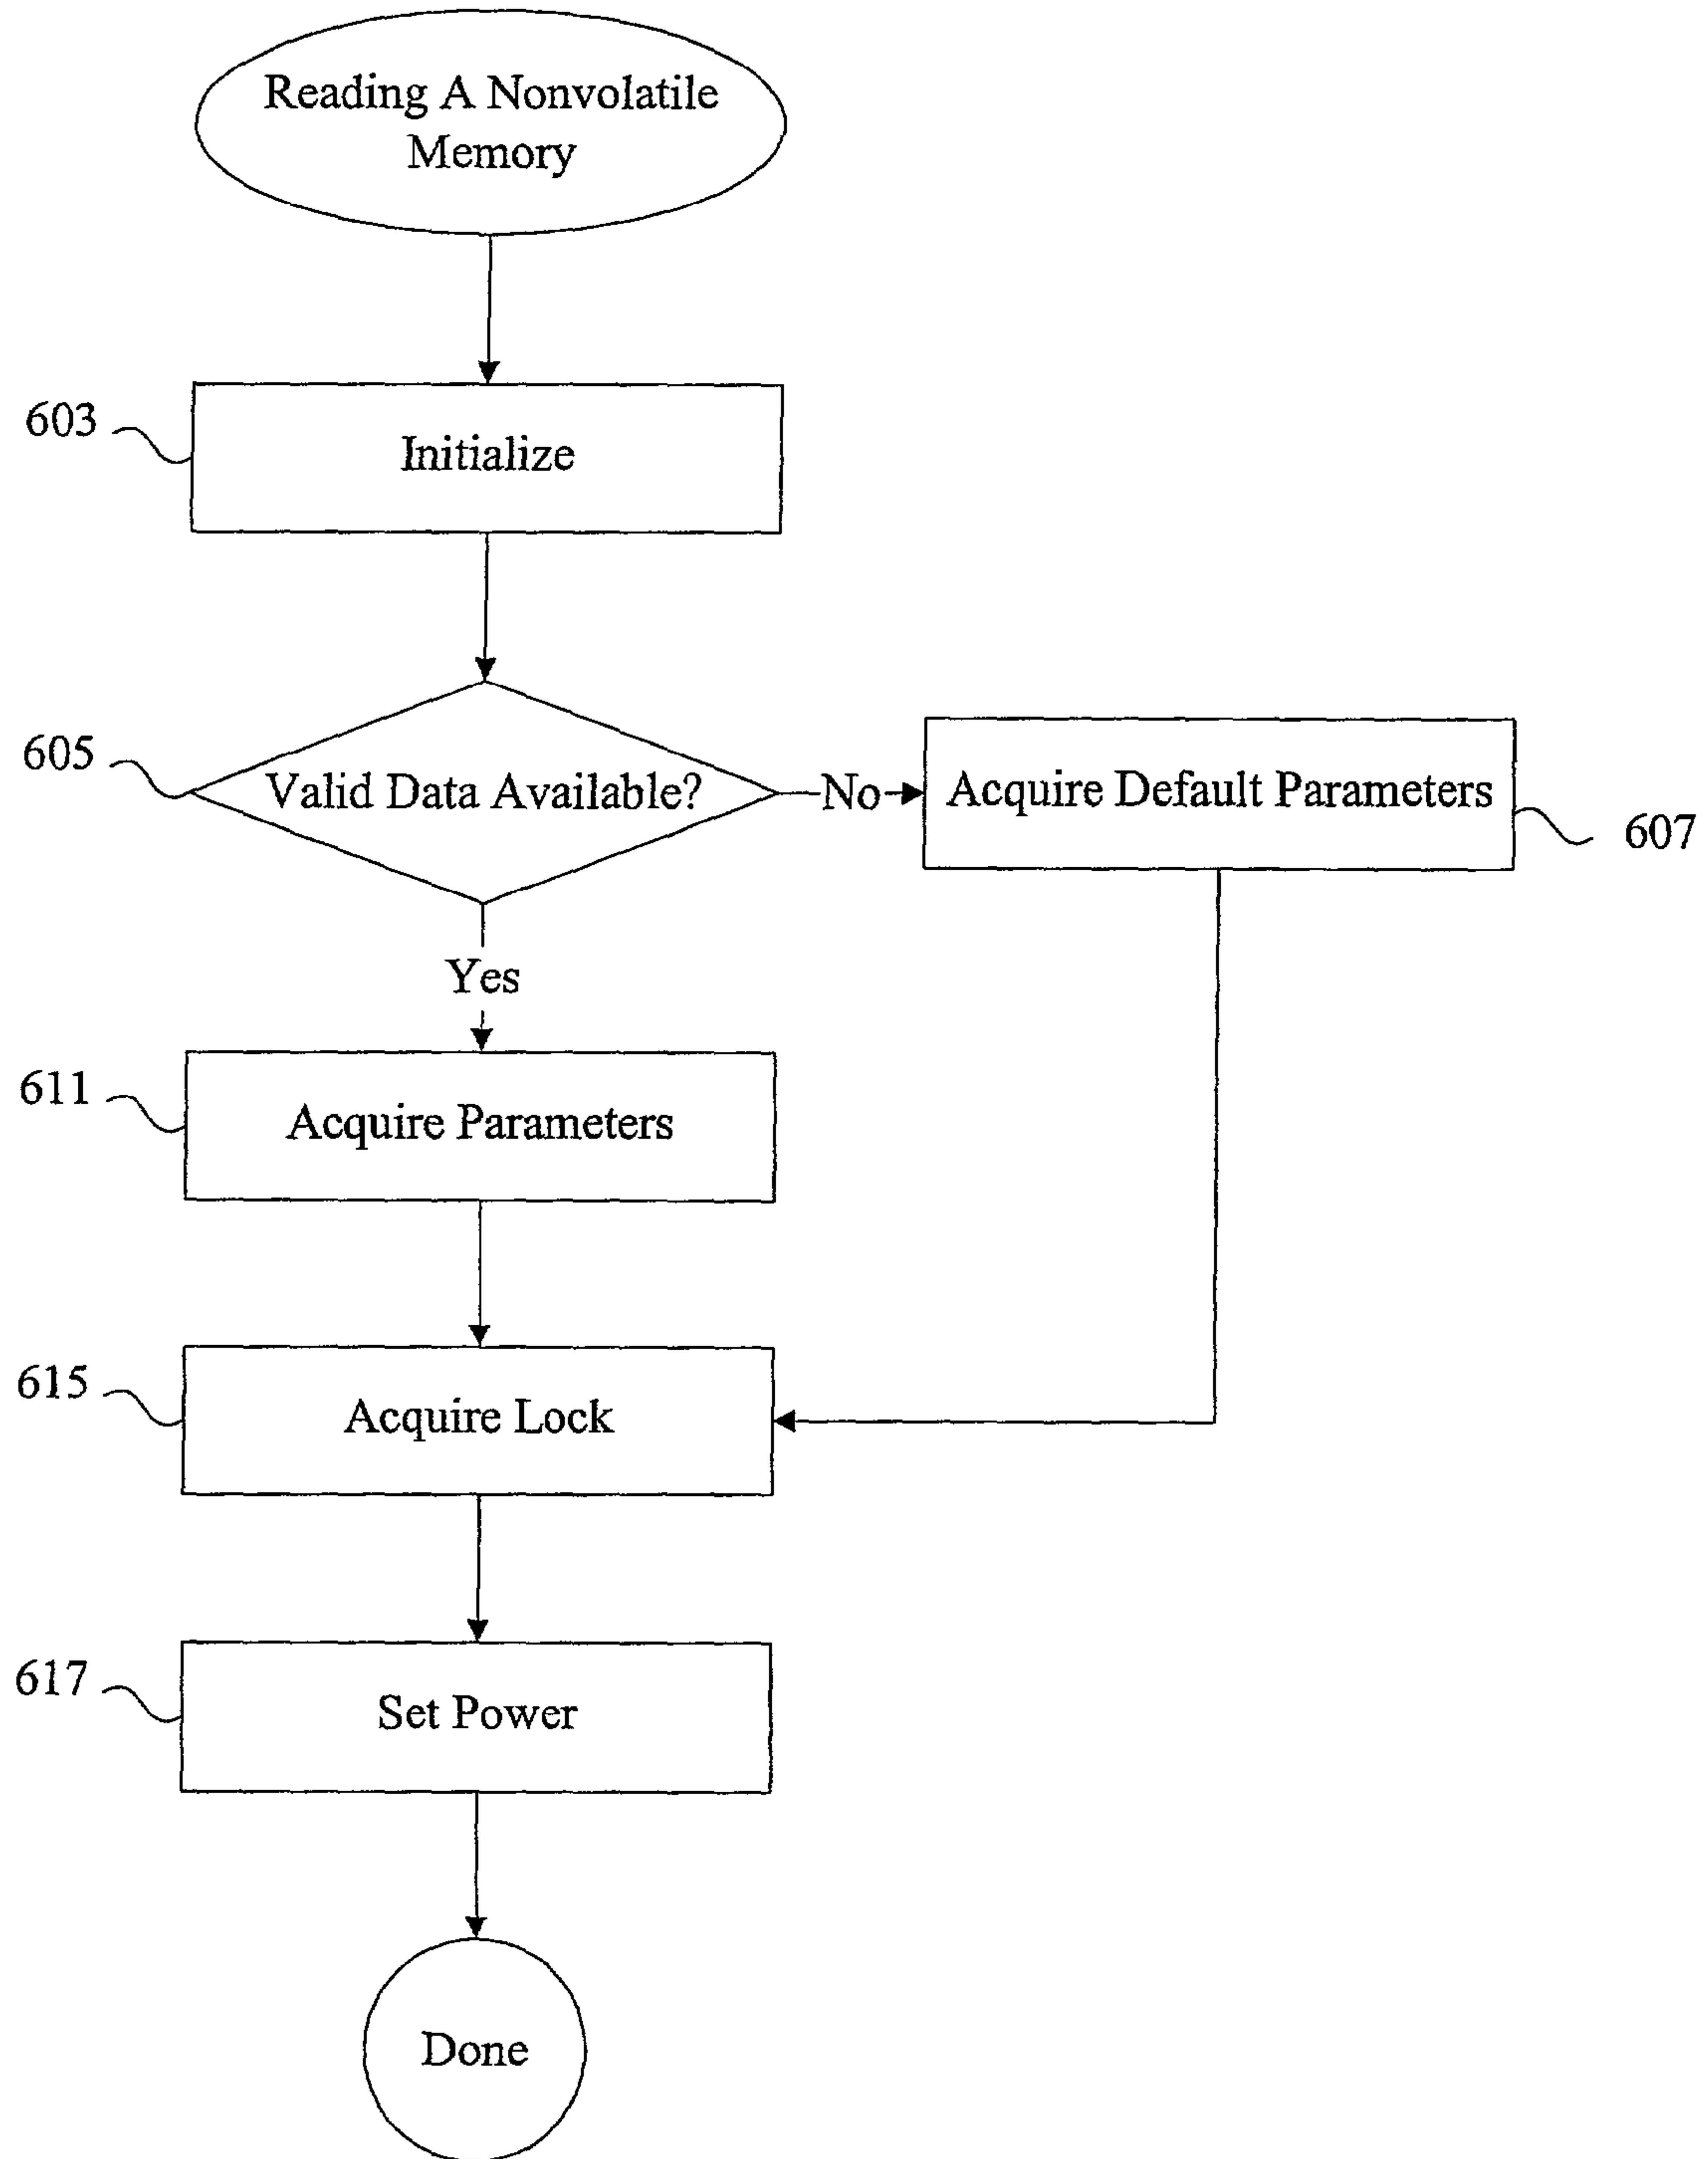 Reading A Nonvolatile
Memory
603
Initialize
605
Valid Data Available?
No
Acquire Default Parameters
607
Yes
611
Acquire Parameters
615
Acquire Lock
617
Set Power
Done